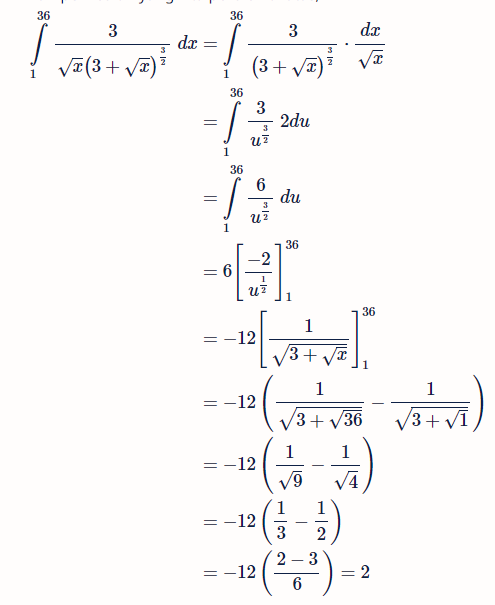 ∫₁³⁶ 3/(√x(3 + √x)^(3/2)) dx = ∫₁³⁶ 3/(3 + √x)^(3/2) · dx/√x
= ∫₁³⁶ 3/u^(3/2) 2du
= ∫₁³⁶ 6/u^(3/2) du
= 6[−2/u^(1/2)]₁³⁶
= −12[1/√(3 + √x)]₁³⁶
= −12(1/√(3 + √36) − 1/√(3 + √1))
= −12(1/√9 − 1/√4)
= −12(1/3 − 1/2)
= −12((2 − 3)/6) = 2